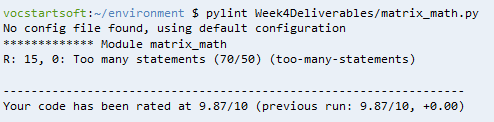 vocstartsoft:~/environment $ pylint Week4Deliverables/matrix_math.py
No config file found, using default configuration
************* Module matrix_math
R: 15, 0: Too many statements (70/50) (too-many-statements)

------------------------------------------------------------------
Your code has been rated at 9.87/10 (previous run: 9.87/10, +0.00)